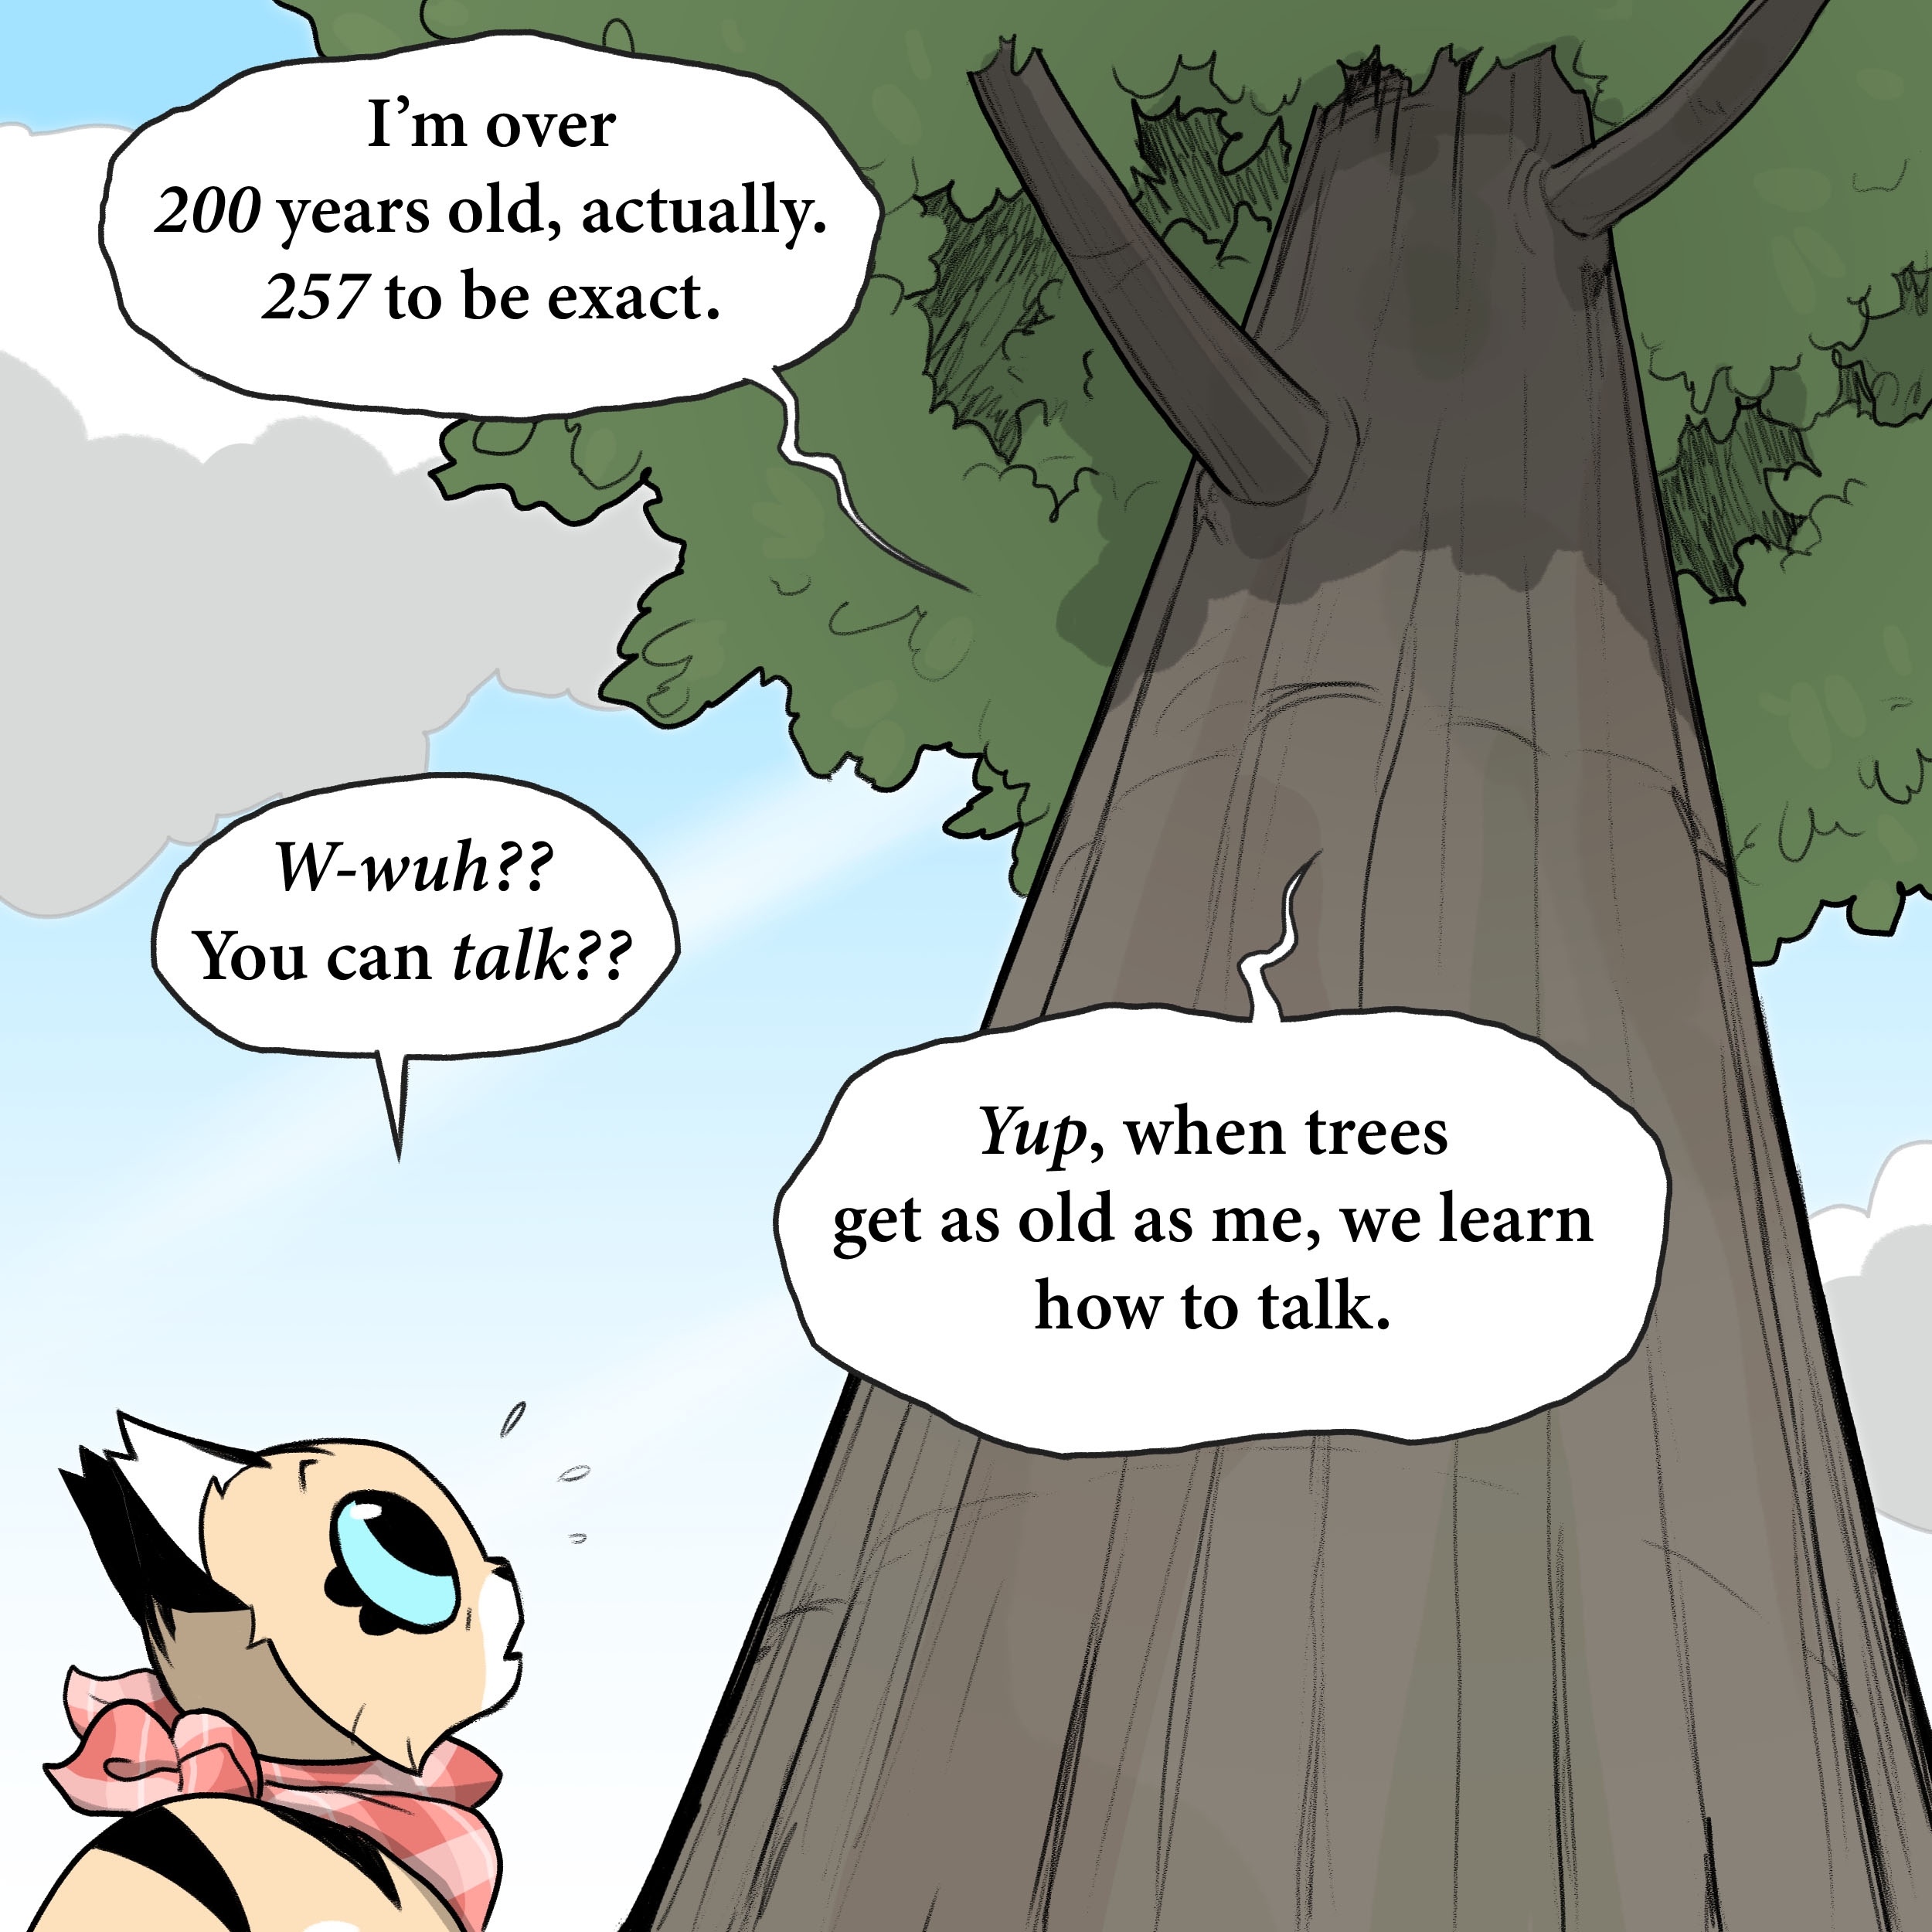 I’m over
200 years old, actually.
257 to be exact.
W-wuh??
You can talk??
Yup, when trees
get as old as me, we learn
how to talk.